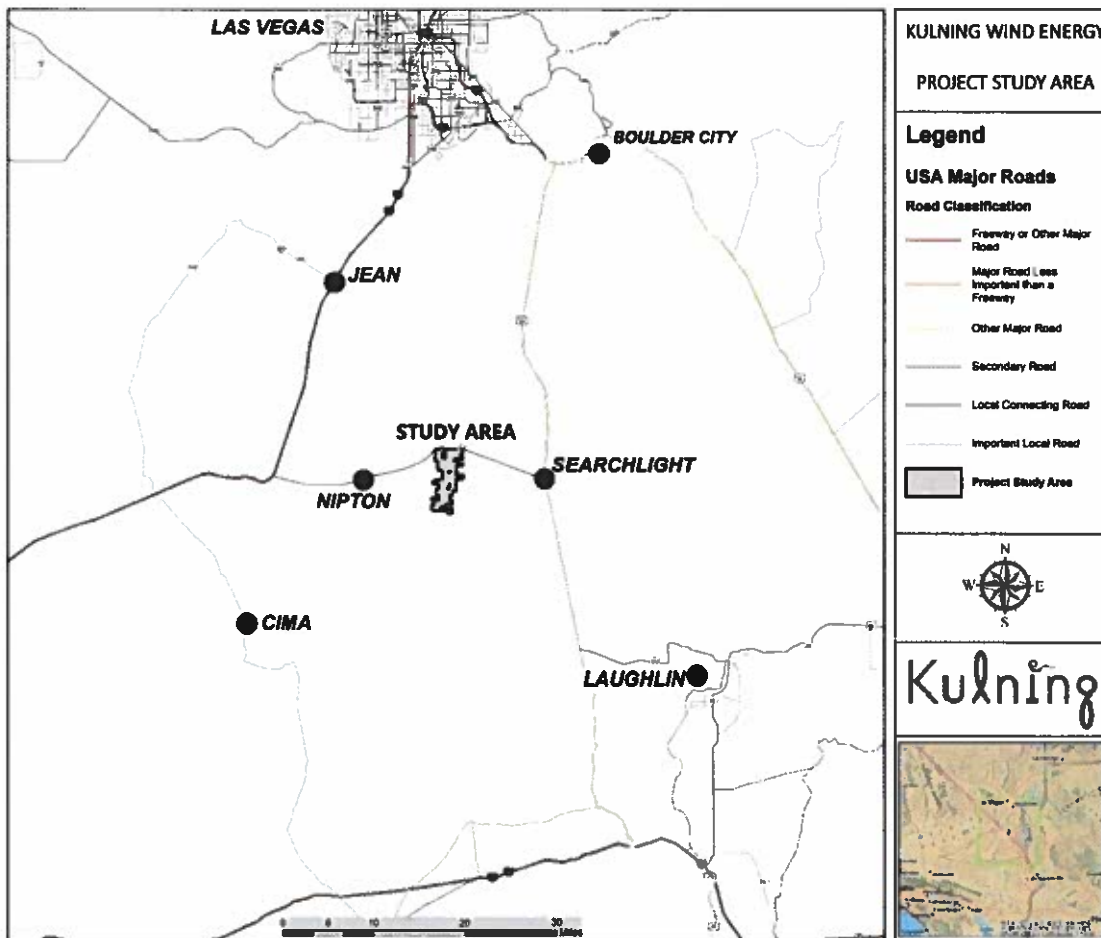 LAS VEGAS
BOULDER CITY
JEAN
STUDY AREA
SEARCHLIGHT
NIPTON
CIMA
LAUGHLIN
0 10 20 30
Miles
KULNING WIND ENERGY
PROJECT STUDY AREA
Legend
USA Major Roads
Road Classification
Freeway or Other Major
Road
Major Road Less
Important than a
Freeway
Other Major Road
Secondary Road
Local Connecting Road
Important Local Road
Project Study Area
N
W E
S
Kulning